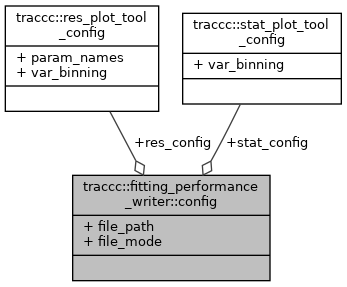 traccc::res_plot_tool
_config
+ param_names
+ var_binning
traccc::stat_plot_tool
_config
+ var_binning
+res_config
+stat_config
traccc::fitting_performance
_writer::config
+ file_path
+ file_mode